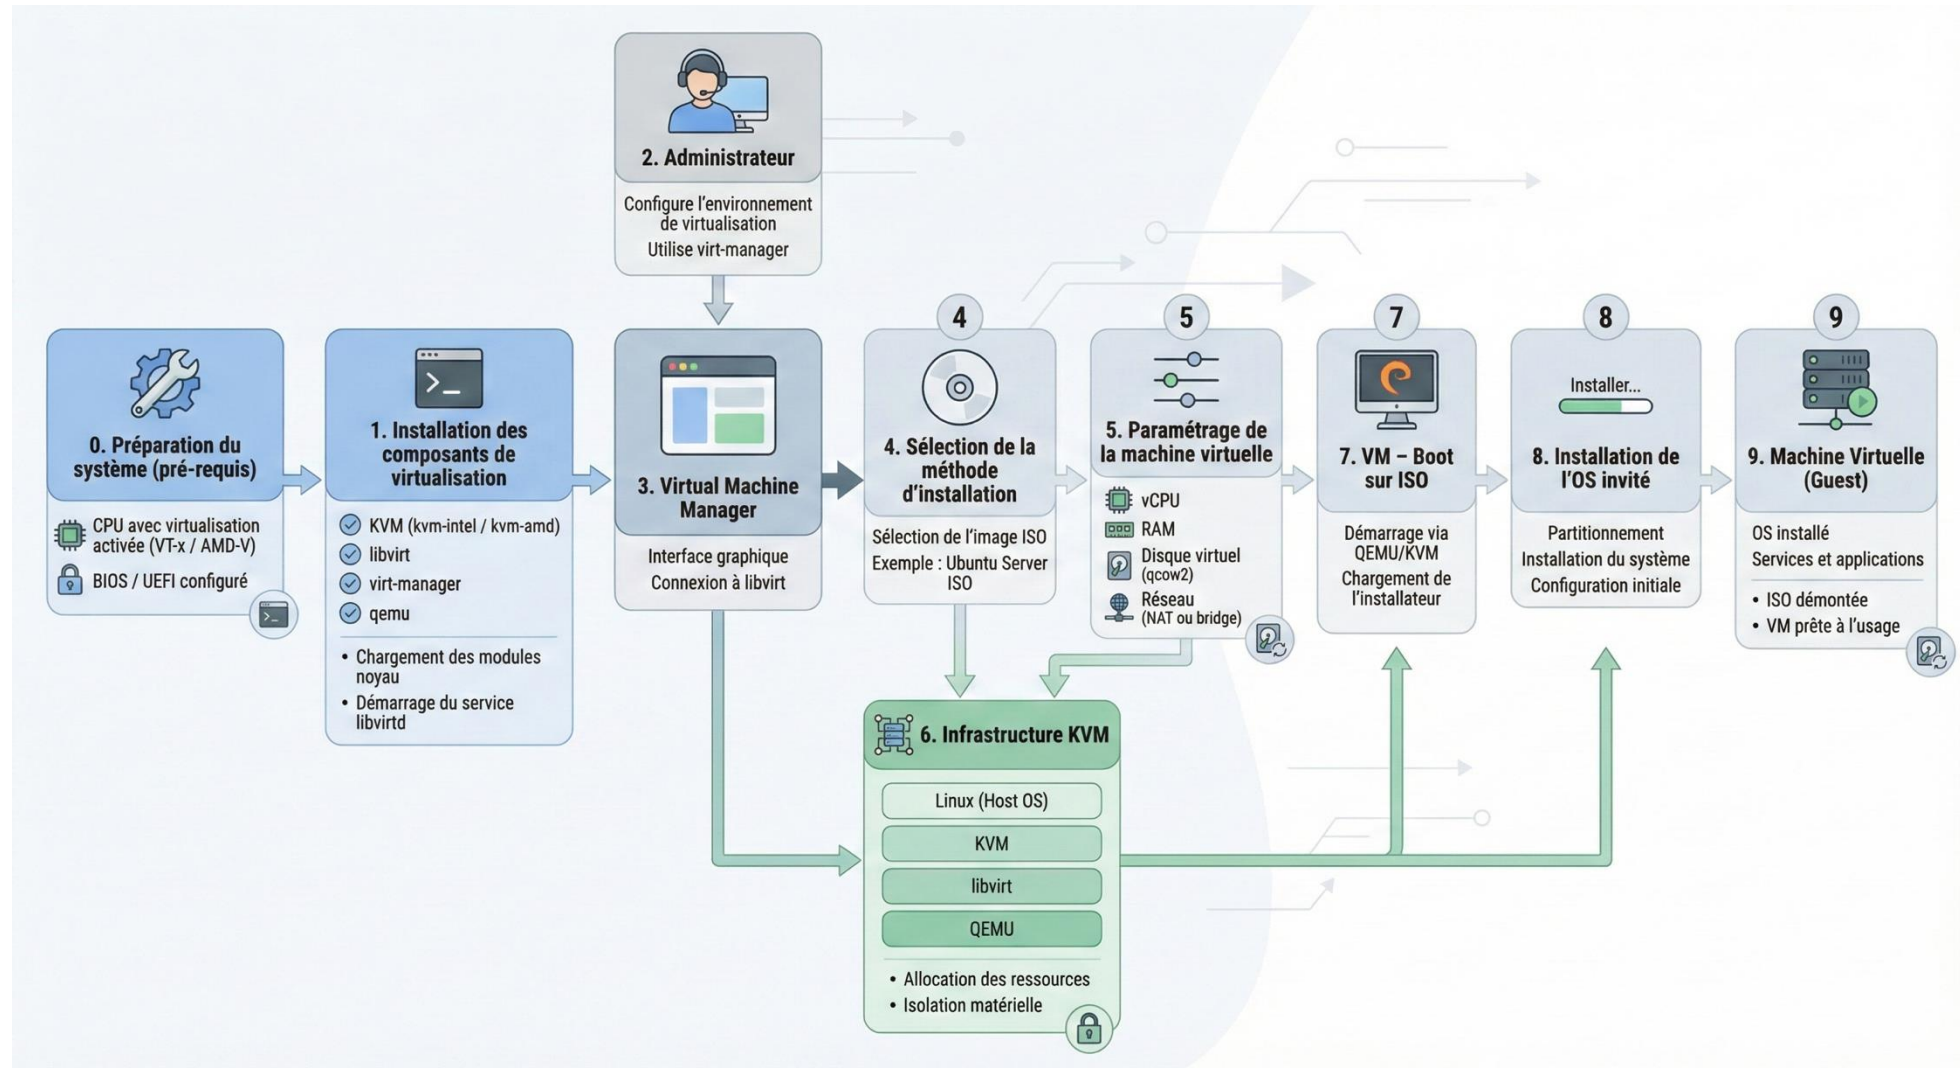 2. Administrateur
Configure l'environnement
de virtualisation
Utilise virt-manager
0. Préparation du
système (pré-requis)
CPU avec virtualisation
activée (VT-x / AMD-V)
BIOS / UEFI configuré
>_
>_
1. Installation des
composants de
virtualisation
KVM (kvm-intel / kvm-amd)
libvirt
virt-manager
qemu
• Chargement des modules
noyau
• Démarrage du service
libvirtd
3. Virtual Machine
Manager
Interface graphique
Connexion à libvirt
4
4. Sélection de la
méthode
d'installation
Sélection de l'image ISO
Exemple : Ubuntu Server
ISO
5
5. Paramétrage de
la machine virtuelle
vCPU
RAM
Disque virtuel
(qcow2)
Réseau
(NAT ou bridge)
6. Infrastructure KVM
Linux (Host OS)
KVM
libvirt
QEMU
• Allocation des ressources
• Isolation matérielle
7
7. VM – Boot
sur ISO
Démarrage via
QEMU/KVM
Chargement de
l'installateur
8
Installer...
8. Installation de
l'OS invité
Partitionnement
Installation du système
Configuration initiale
9
9. Machine Virtuelle
(Guest)
OS installé
Services et applications
• ISO démontée
• VM prête à l'usage